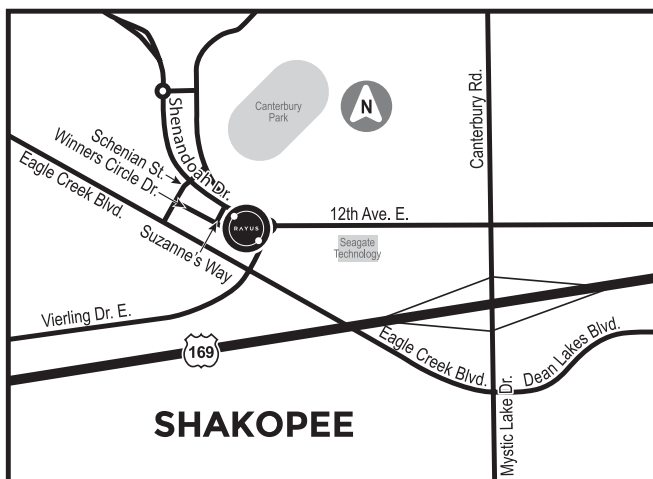 Canterbury
Park
N
Canterbury Rd.
Shenandoah Dr.
Schenian St.
Winners Circle Dr.
Eagle Creek Blvd.
Suzanne's Way
RAYUS
12th Ave. E.
Seagate
Technology
Vierling Dr. E.
169
Eagle Creek Blvd.
Dean Lakes Blvd.
Mystic Lake Dr.
SHAKOPEE